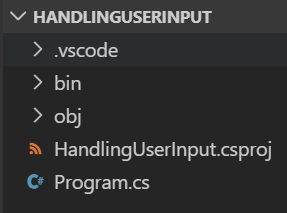 HANDLINGUSERINPUT
.vscode
bin
obj
HandlingUserInput.csproj
C# Program.cs